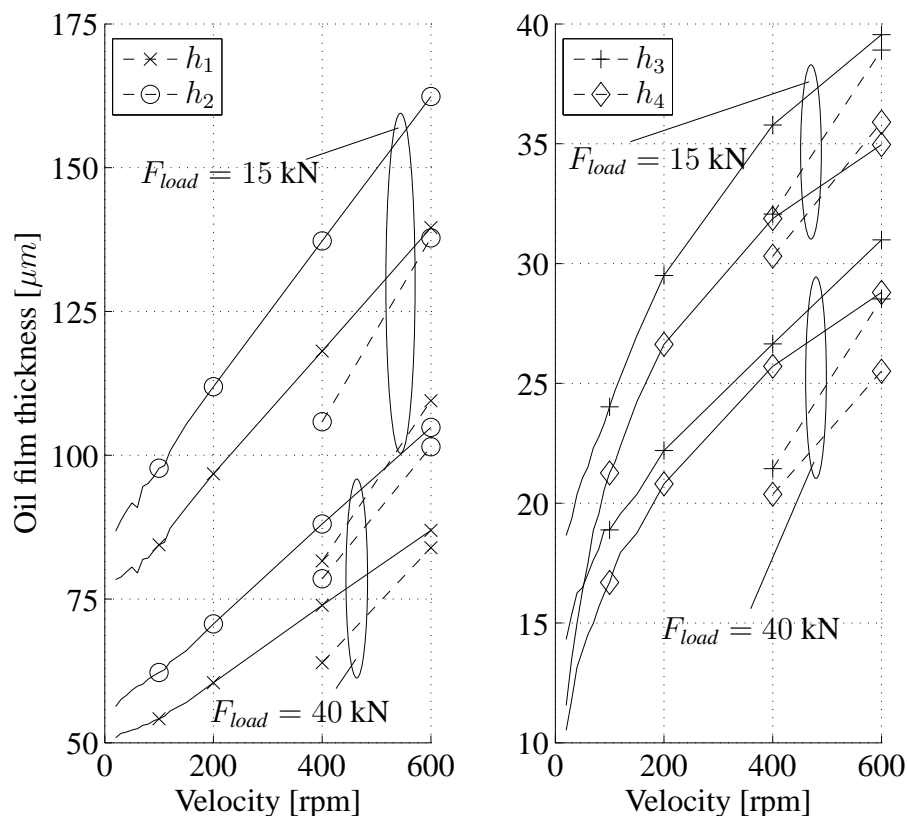 175
150
125
100
75
50
0
200
400
600
Velocity [rpm]
Oil film thickness [μm]
h₁
h₂
F_load = 15 kN
F_load = 40 kN
40
35
30
25
20
15
10
0
200
400
600
Velocity [rpm]
h₃
h₄
F_load = 15 kN
F_load = 40 kN